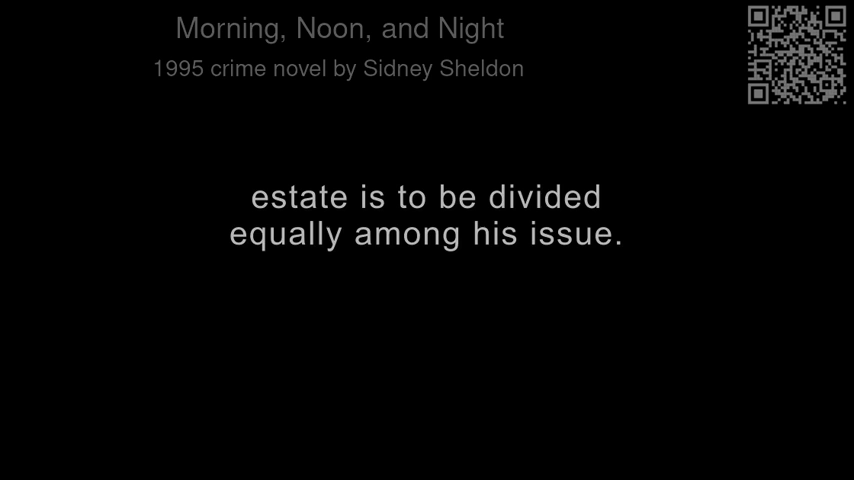 Morning, Noon, and Night
1995 crime novel by Sidney Sheldon
estate is to be divided
equally among his issue.